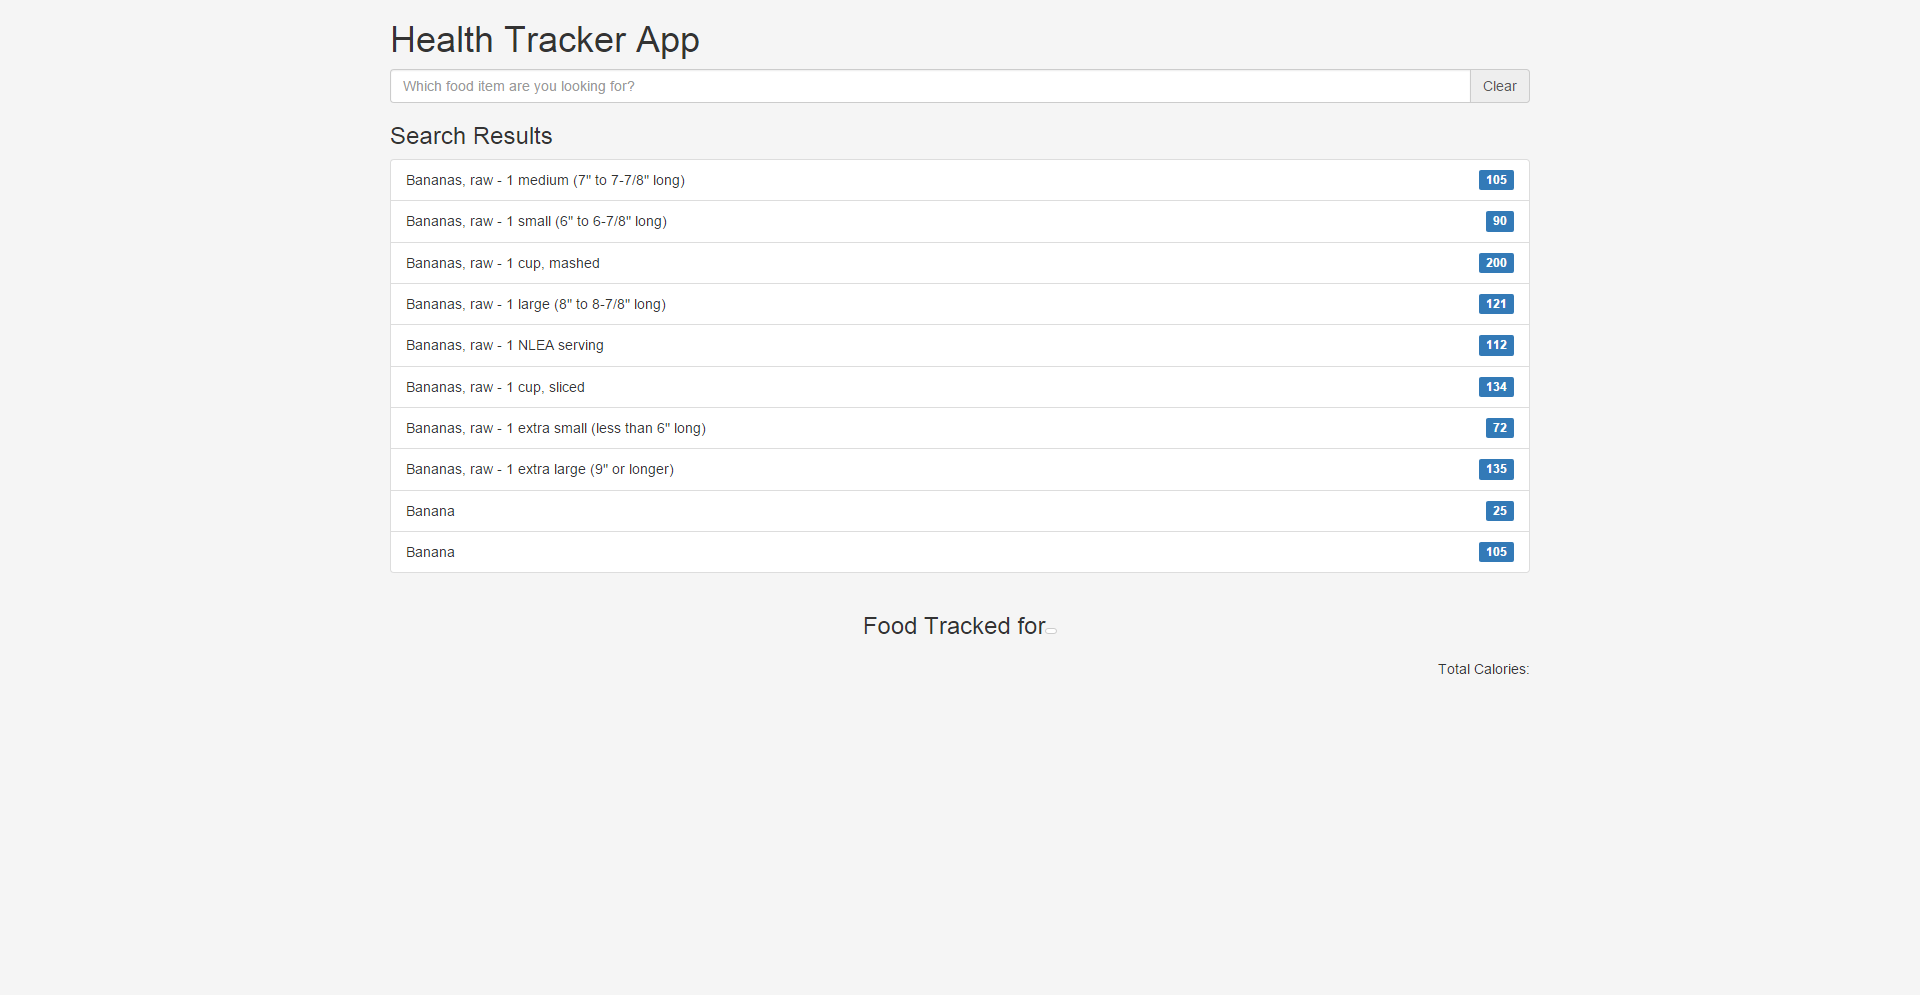 Health Tracker App
Which food item are you looking for? Clear
Search Results
Bananas, raw - 1 medium (7" to 7-7/8" long) 105
Bananas, raw - 1 small (6" to 6-7/8" long) 90
Bananas, raw - 1 cup, mashed 200
Bananas, raw - 1 large (8" to 8-7/8" long) 121
Bananas, raw - 1 NLEA serving 112
Bananas, raw - 1 cup, sliced 134
Bananas, raw - 1 extra small (less than 6" long) 72
Bananas, raw - 1 extra large (9" or longer) 135
Banana 25
Banana 105
Food Tracked for
Total Calories: